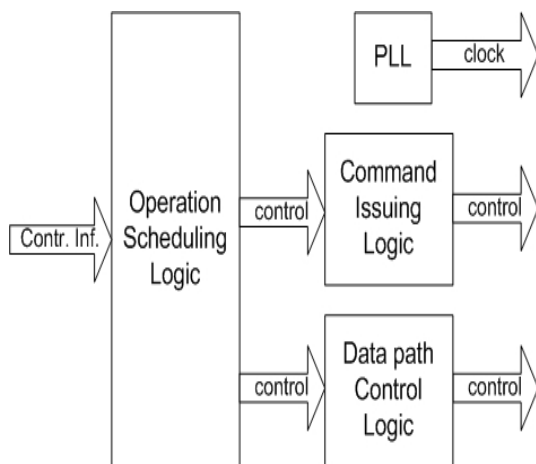 PLL
clock
Contr. Inf.
Operation
Scheduling
Logic
control
Command
Issuing
Logic
control
control
Data path
Control
Logic
control